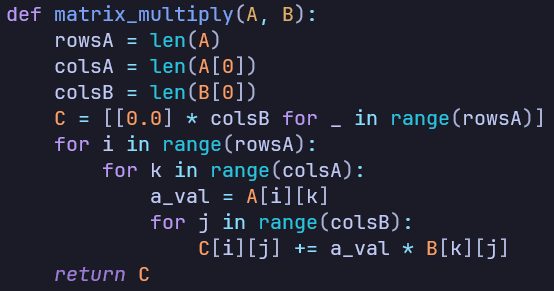 def matrix_multiply(A, B):
    rowsA = len(A)
    colsA = len(A[0])
    colsB = len(B[0])
    C = [[0.0] * colsB for _ in range(rowsA)]
    for i in range(rowsA):
        for k in range(colsA):
            a_val = A[i][k]
            for j in range(colsB):
                C[i][j] += a_val * B[k][j]
    return C